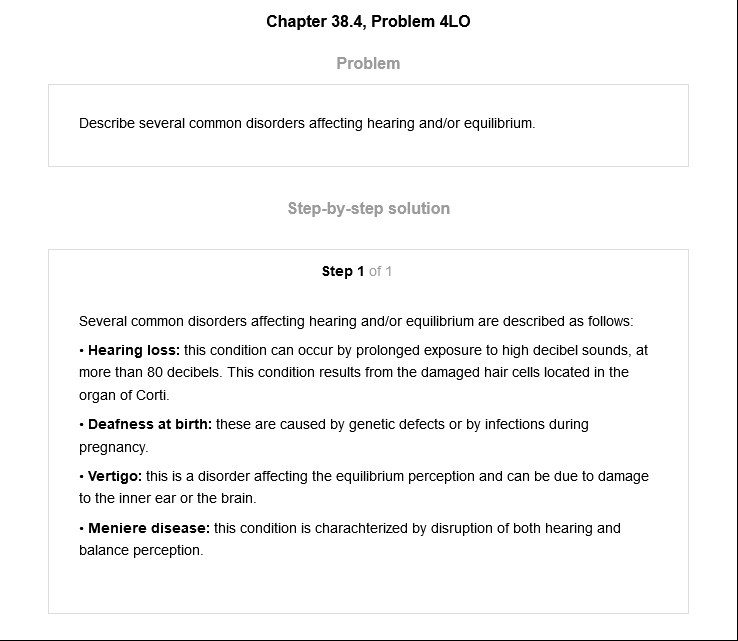 Chapter 38.4, Problem 4LO
Problem
Describe several common disorders affecting hearing and/or equilibrium.
Step-by-step solution
Step 1 of 1
Several common disorders affecting hearing and/or equilibrium are described as follows:
• Hearing loss: this condition can occur by prolonged exposure to high decibel sounds, at
more than 80 decibels. This condition results from the damaged hair cells located in the
organ of Corti.
• Deafness at birth: these are caused by genetic defects or by infections during
pregnancy.
• Vertigo: this is a disorder affecting the equilibrium perception and can be due to damage
to the inner ear or the brain.
• Meniere disease: this condition is charachterized by disruption of both hearing and
balance perception.